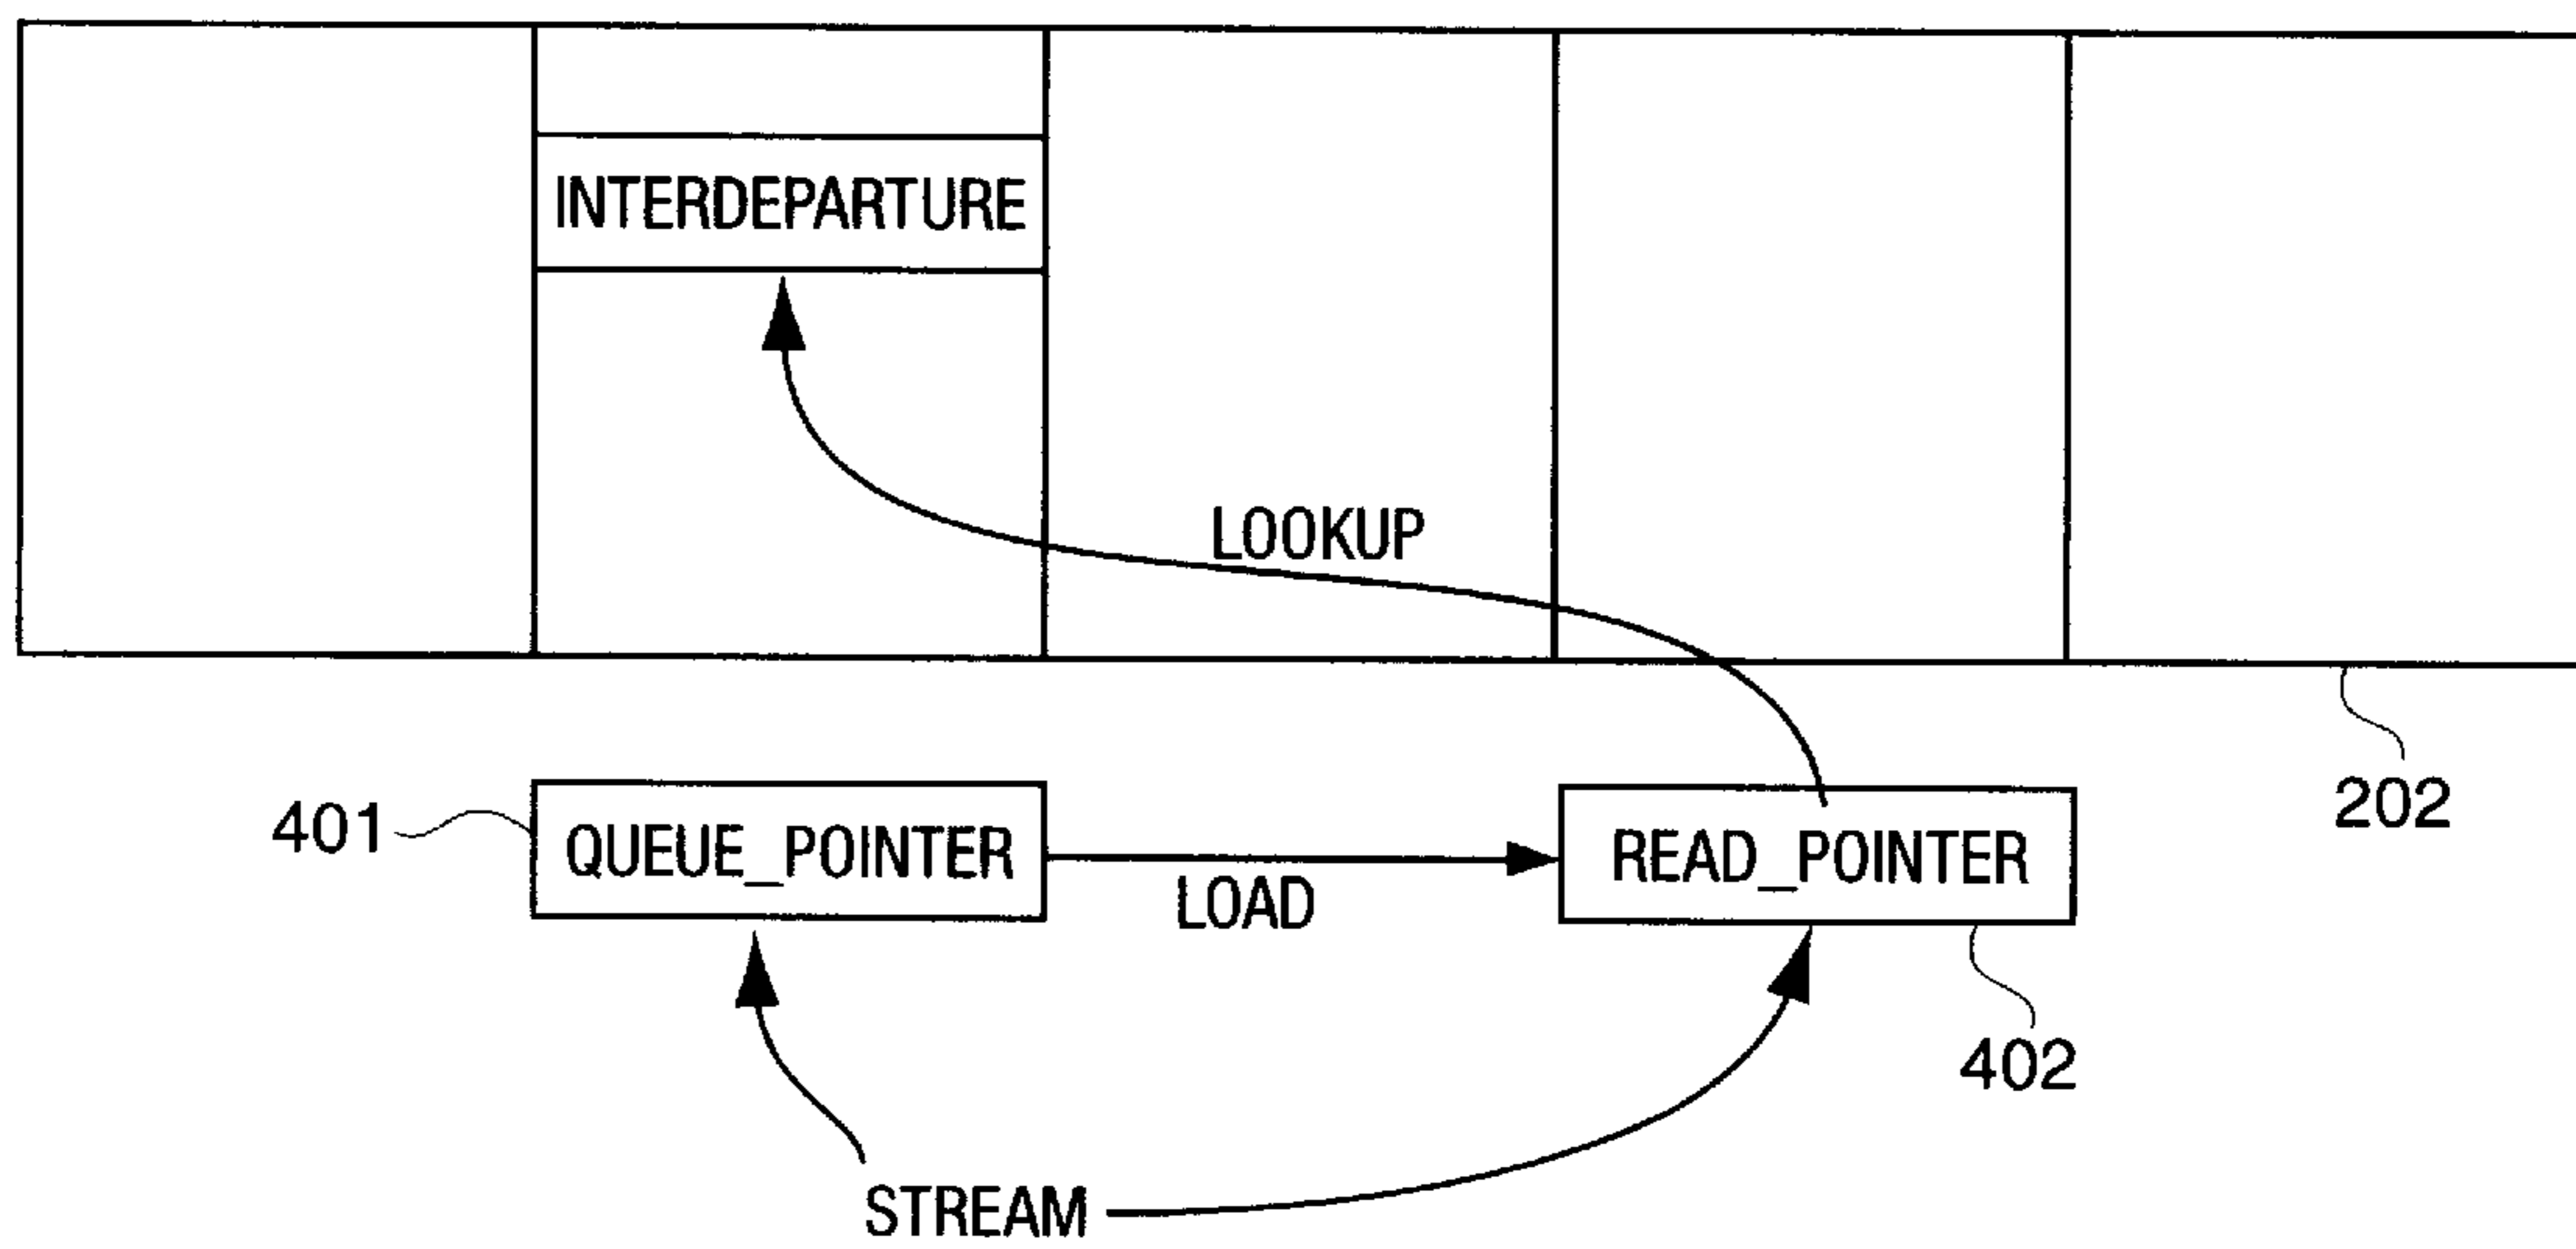 INTERDEPARTURE
LOOKUP
202
401
QUEUE_POINTER
LOAD
READ_POINTER
402
STREAM